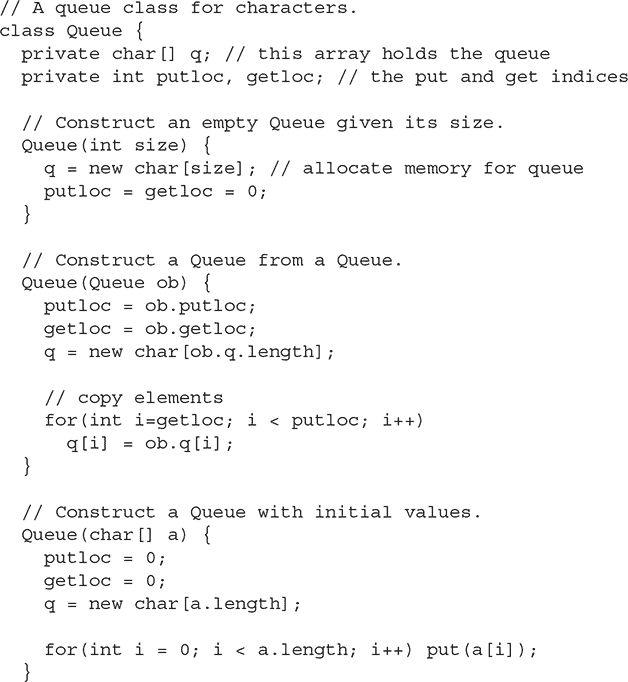 // A queue class for characters.
class Queue {
  private char[] q; // this array holds the queue
  private int putloc, getloc; // the put and get indices

  // Construct an empty Queue given its size.
  Queue(int size) {
    q = new char[size]; // allocate memory for queue
    putloc = getloc = 0;
  }

  // Construct a Queue from a Queue.
  Queue(Queue ob) {
    putloc = ob.putloc;
    getloc = ob.getloc;
    q = new char[ob.q.length];

    // copy elements
    for(int i=getloc; i < putloc; i++)
      q[i] = ob.q[i];
  }

  // Construct a Queue with initial values.
  Queue(char[] a) {
    putloc = 0;
    getloc = 0;
    q = new char[a.length];

    for(int i = 0; i < a.length; i++) put(a[i]);
  }